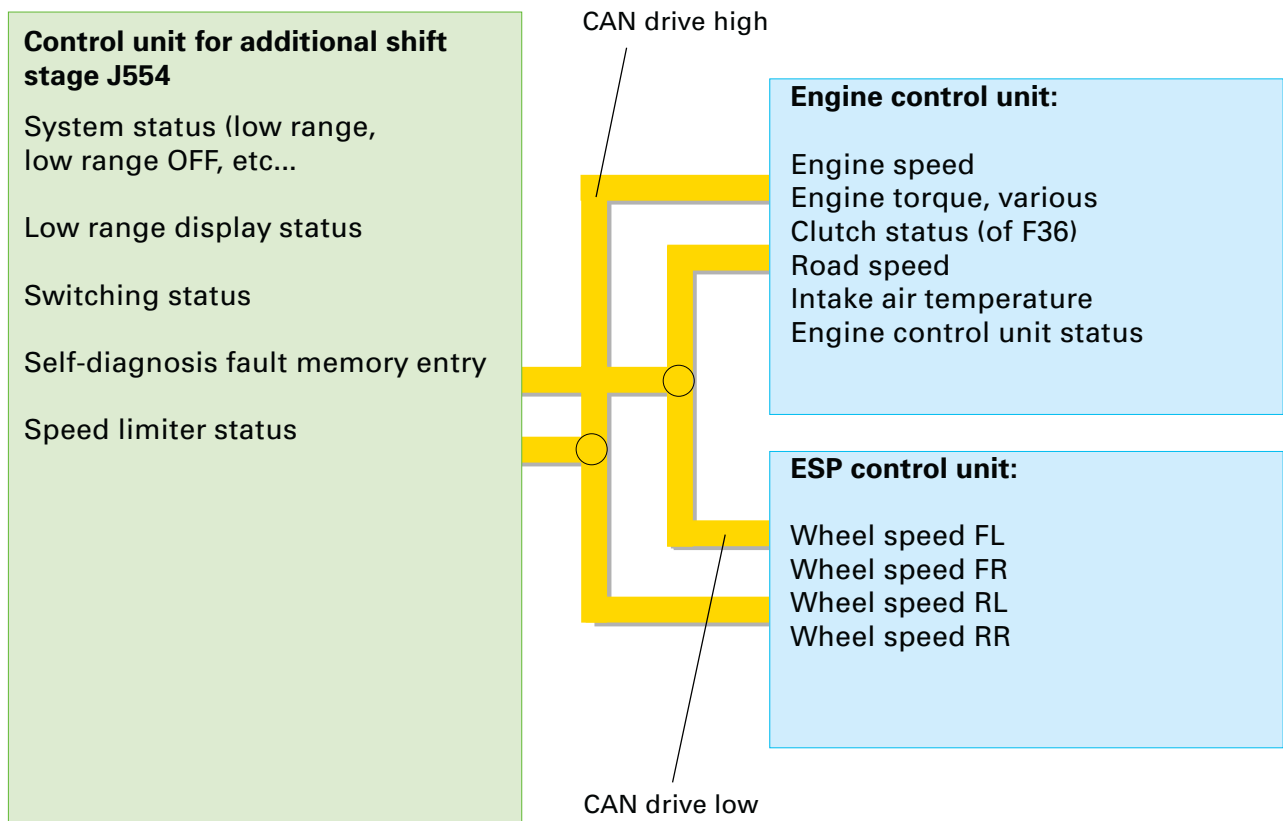 CAN drive high
Control unit for additional shift
stage J554
System status (low range,
low range OFF, etc...
Low range display status
Switching status
Self-diagnosis fault memory entry
Speed limiter status
Engine control unit:
Engine speed
Engine torque, various
Clutch status (of F36)
Road speed
Intake air temperature
Engine control unit status
ESP control unit:
Wheel speed FL
Wheel speed FR
Wheel speed RL
Wheel speed RR
CAN drive low